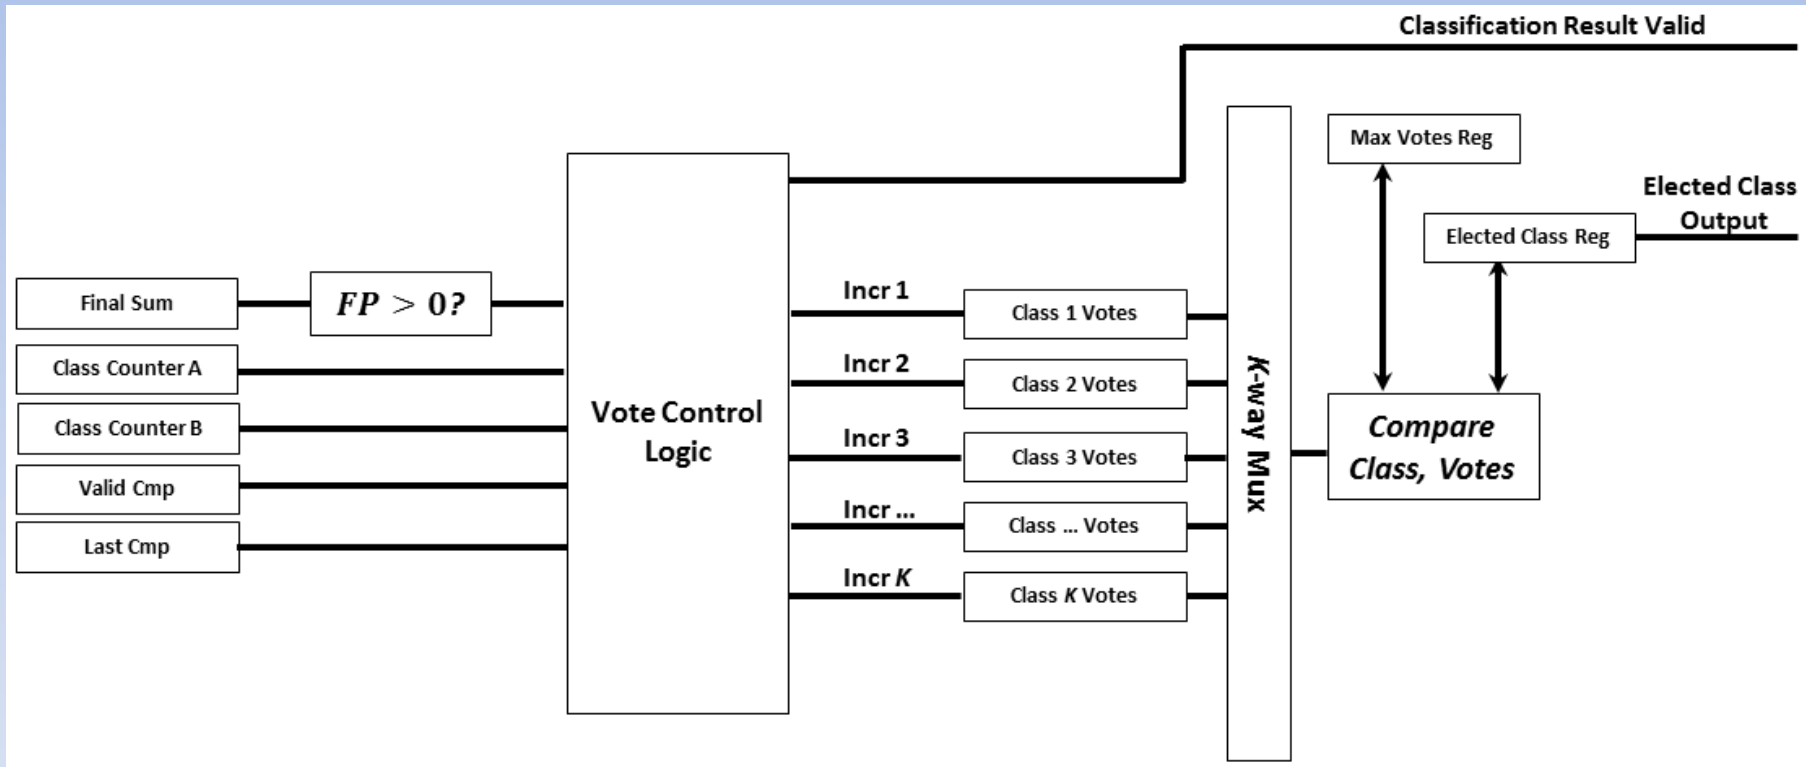 Classification Result Valid
Max Votes Reg
Elected Class
Output
Elected Class Reg
Final Sum
FP > 0?
Class Counter A
Class Counter B
Valid Cmp
Last Cmp
Vote Control
Logic
Incr 1
Class 1 Votes
Incr 2
Class 2 Votes
Incr 3
Class 3 Votes
Incr ...
Class ... Votes
Incr K
Class K Votes
K-way Mux
Compare
Class, Votes